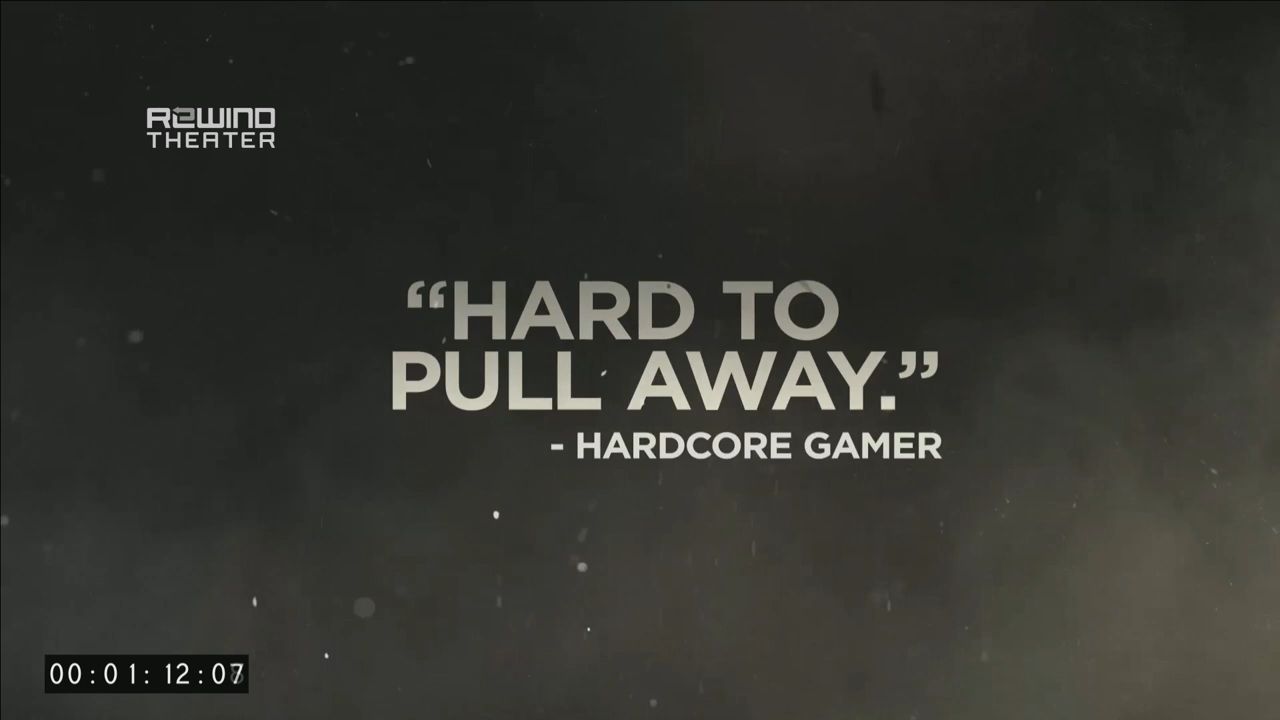 REWIND
THEATER
“HARD TO
PULL AWAY.”
- HARDCORE GAMER
00:01:12:07